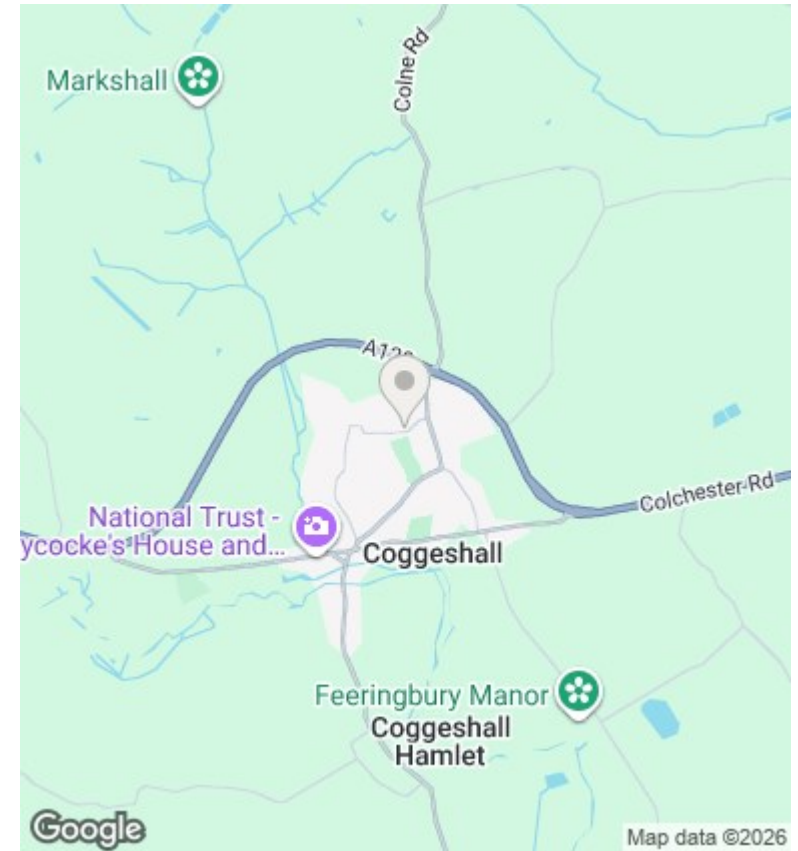 Markshall
Colne Rd
A120
Colchester Rd
National Trust -
ycocke's House and...
Coggeshall
Feeringbury Manor
Coggeshall
Hamlet
Google
Map data ©2026